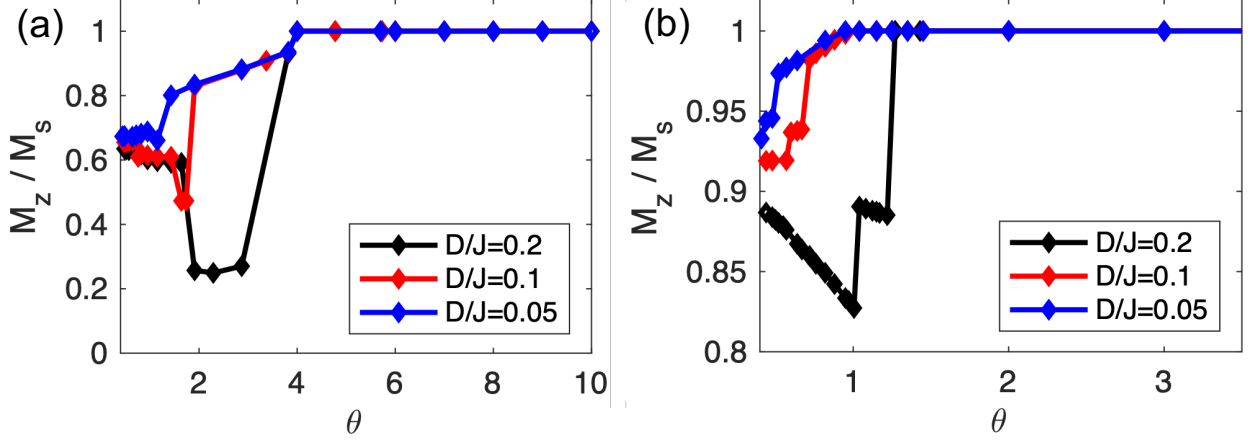 (a)
1
0.8
0.6
0.4
0.2
0
M_z / M_s
2 4 6 8 10
θ
D/J=0.2
D/J=0.1
D/J=0.05
(b)
1
0.95
0.9
0.85
0.8
M_z / M_s
1 2 3
θ
D/J=0.2
D/J=0.1
D/J=0.05